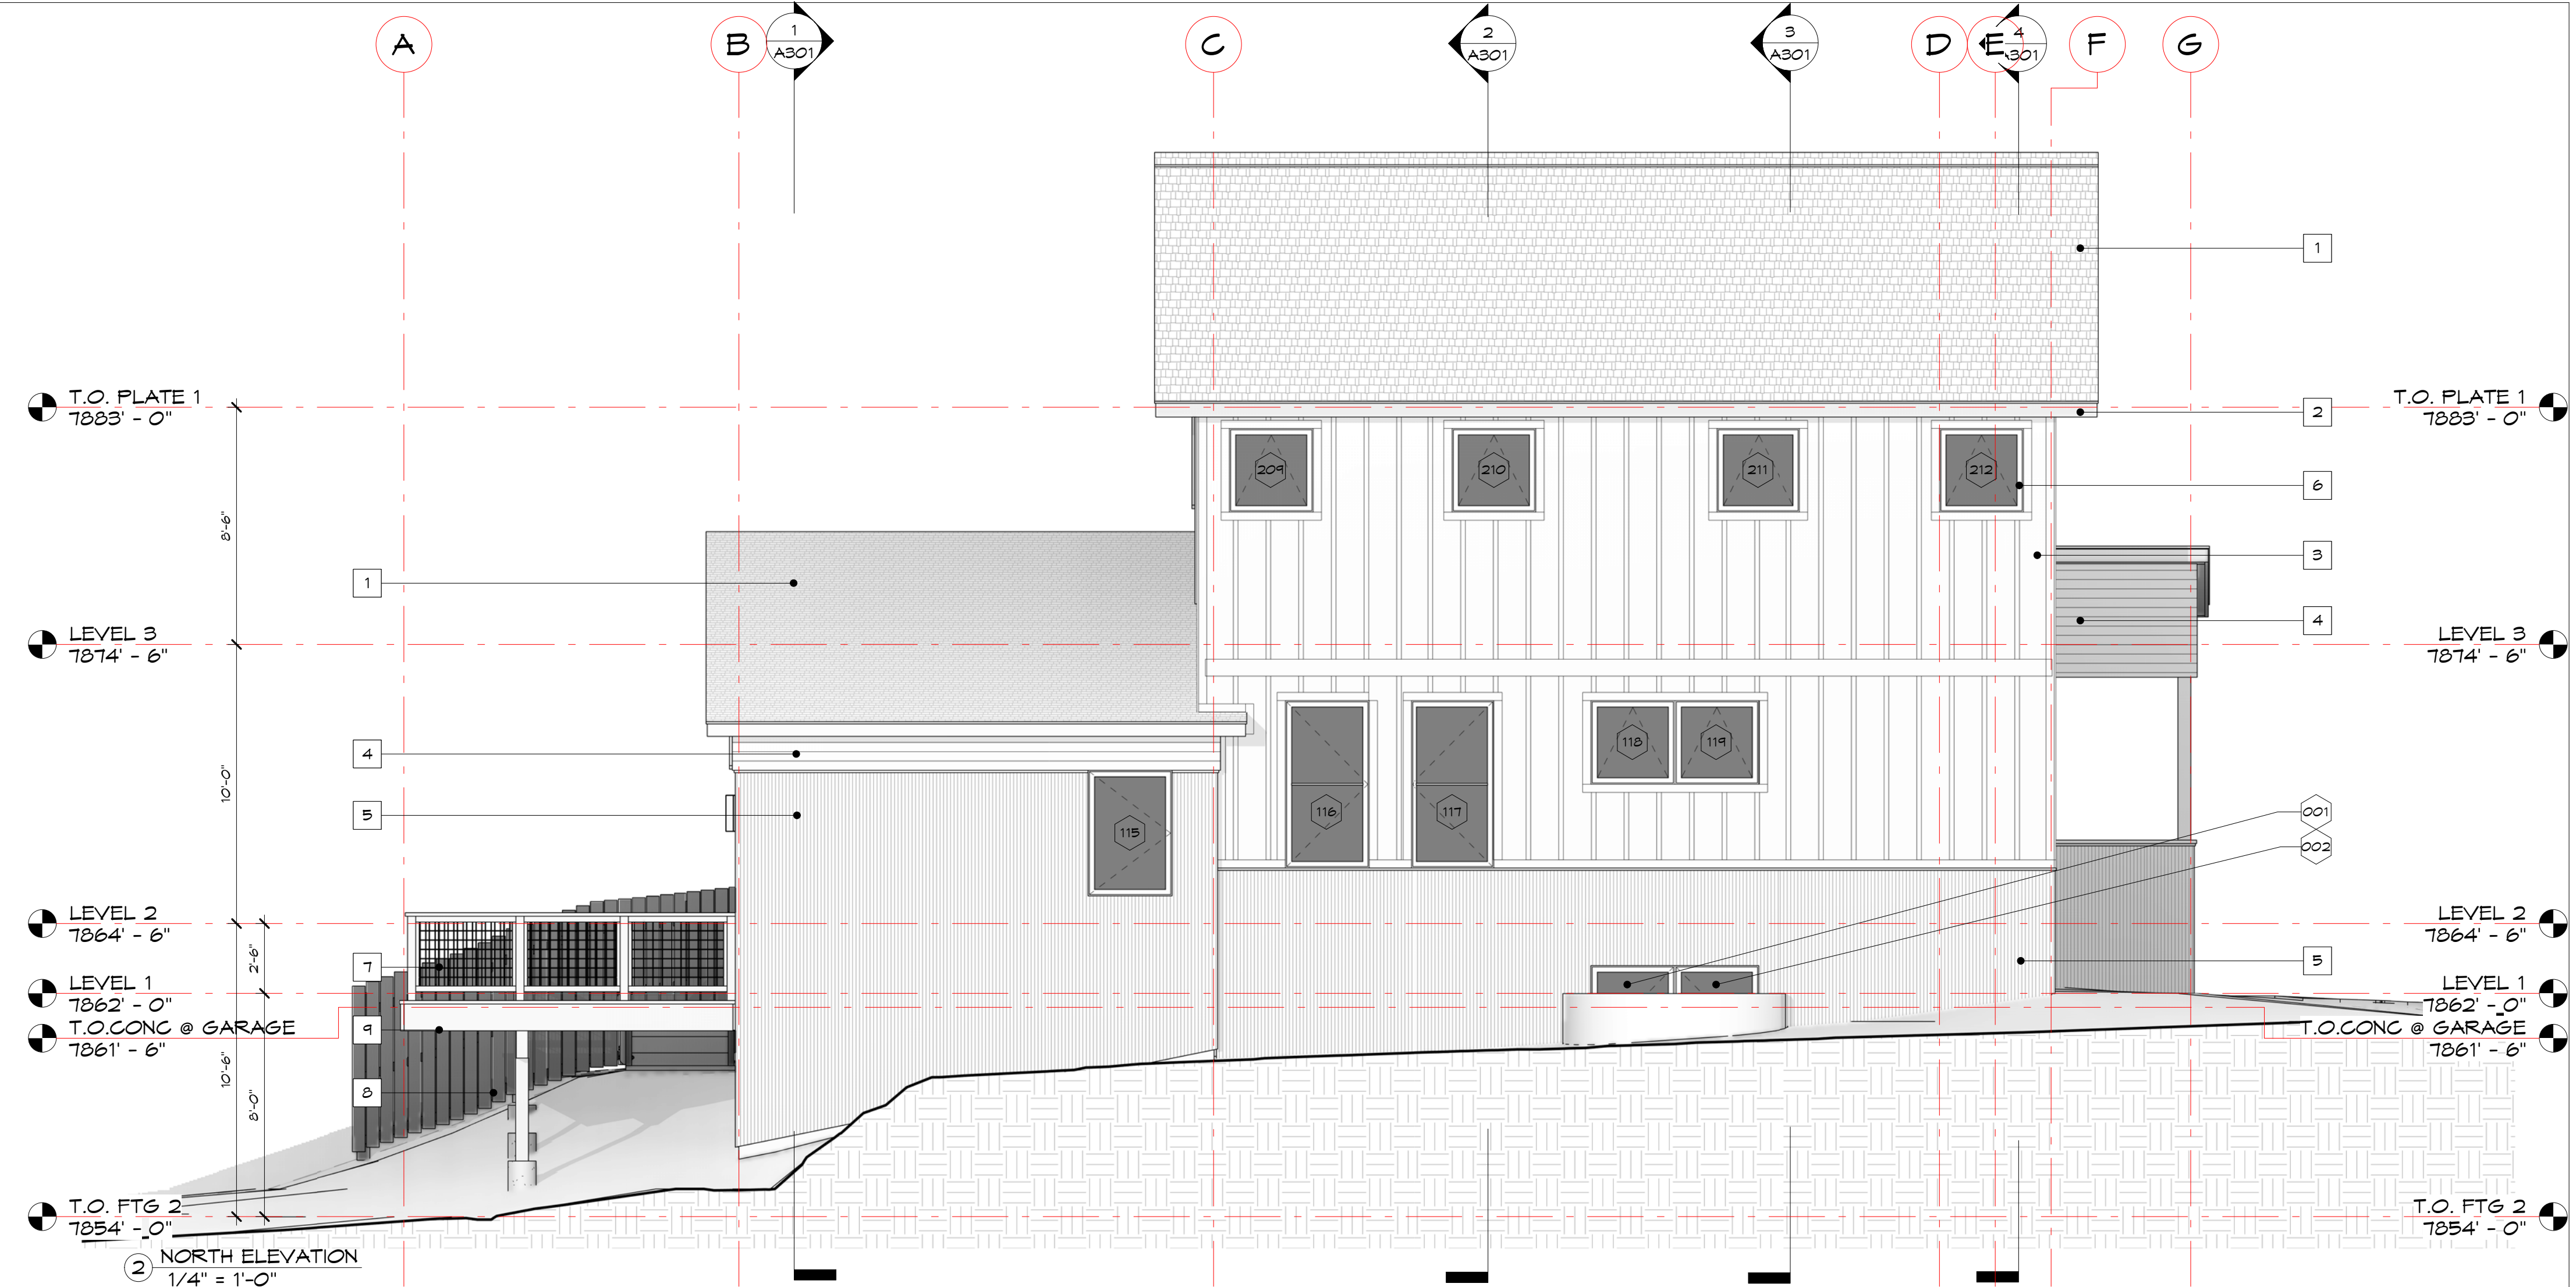 A
B
1
A301
C
2
A301
3
A301
D
E
4
A301
F
G
1
T.O. PLATE 1
7883' - 0"
T.O. PLATE 1
7883' - 0"
2
209
210
211
212
6
8'-6"
3
1
4
LEVEL 3
7874' - 6"
LEVEL 3
7874' - 6"
118
119
4
10'-0"
5
115
116
117
001
002
LEVEL 2
7864' - 6"
LEVEL 2
7864' - 6"
2'-6"
7
5
LEVEL 1
7862' - 0"
LEVEL 1
7862' - 0"
T.O.CONC @ GARAGE
7861' - 6"
9
T.O.CONC @ GARAGE
7861' - 6"
10'-6"
8'-0"
8
T.O. FTG 2
7854' - 0"
T.O. FTG 2
7854' - 0"
2
NORTH ELEVATION
1/4" = 1'-0"